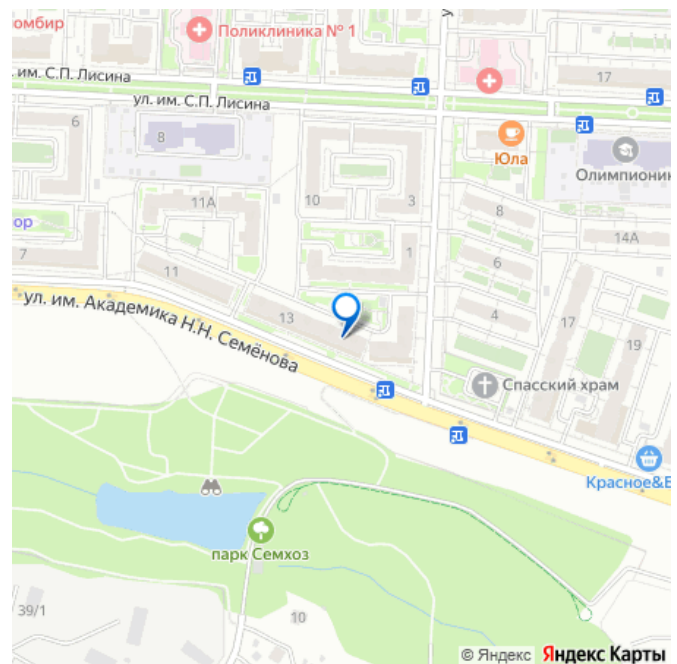 омбир
Поликлиника № 1
17
им. С.П. Лисина
ул. им. С.П. Лисина
6
8
Юла
Олимпионик
11А
10
3
8
ор
7
1
14А
11
6
ул. им. Академика Н.Н. Семёнова
13
4
17
19
Спасский храм
Красное&Б
парк Семхоз
39/1
10
© Яндекс Яндекс Карты